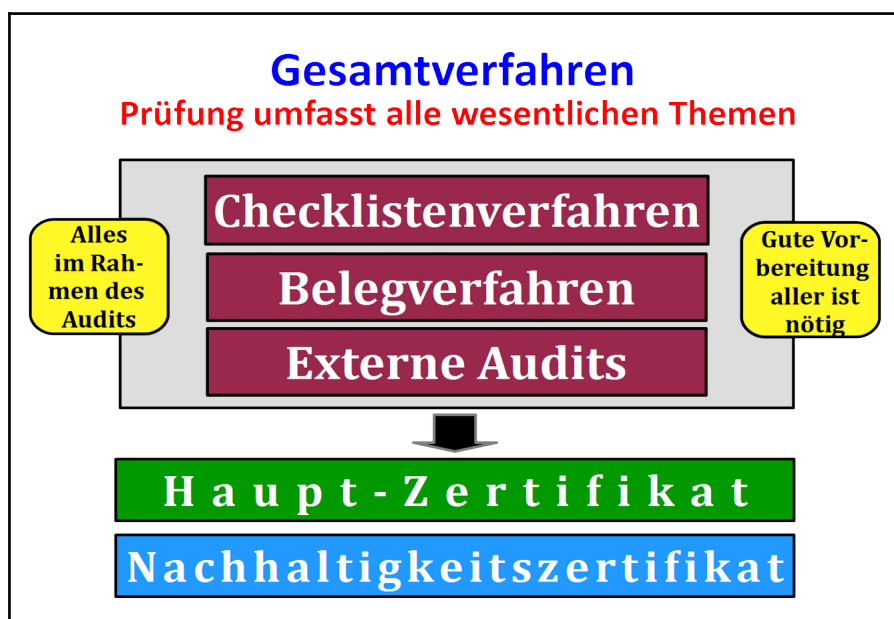 Gesamtverfahren
Prüfung umfasst alle wesentlichen Themen
Checklistenverfahren
Belegverfahren
Externe Audits
Alles
im Rah-
men des
Audits
Gute Vor-
bereitung
aller ist
nötig
Haupt-Zertifikat
Nachhaltigkeitszertifikat